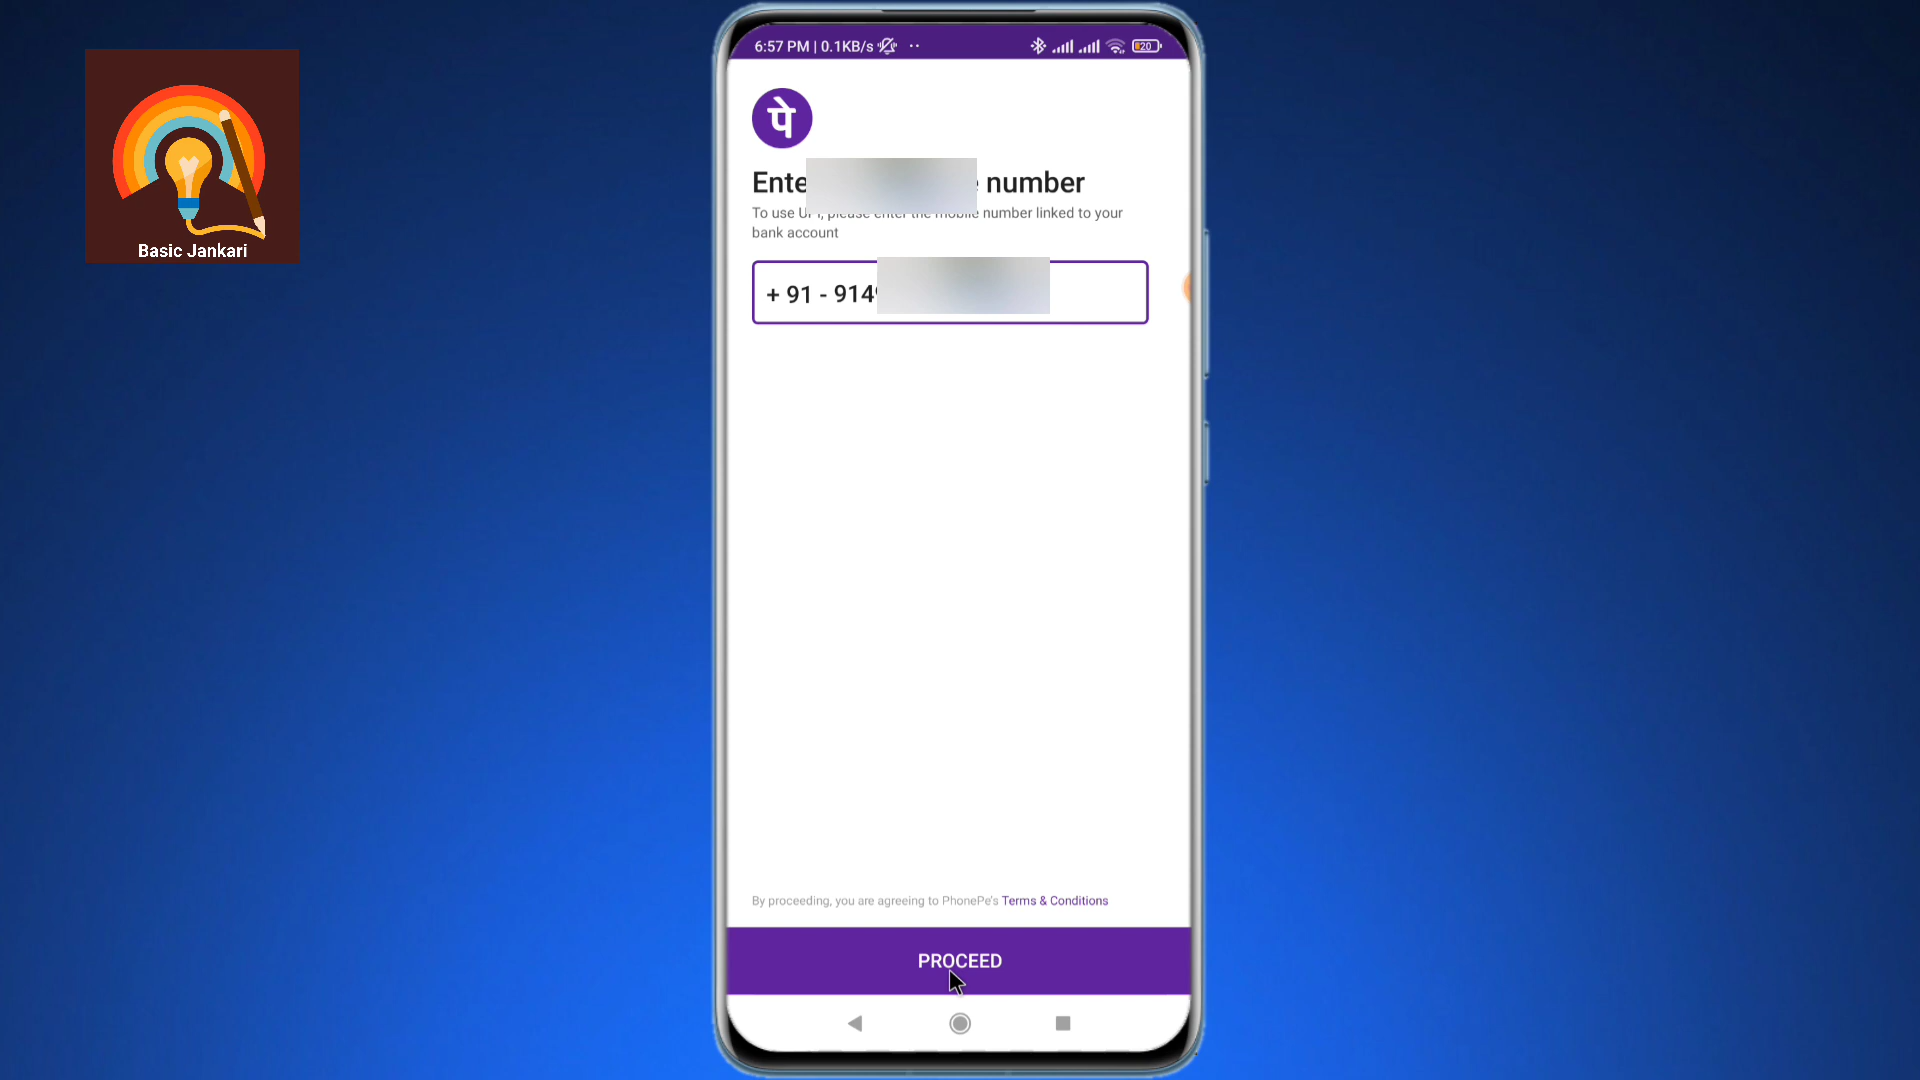 6:57 PM | 0.1KB/s
20
पे
number
To use UPI, please enter the mobile number linked to your
bank account
+ 91 - 914
By proceeding, you are agreeing to PhonePe's Terms & Conditions
PROCEED
Basic Jankari